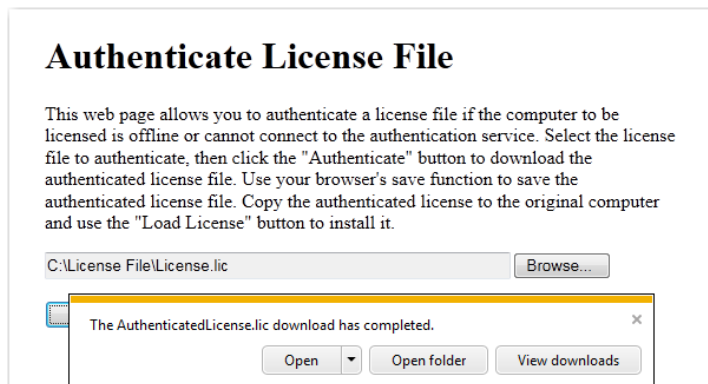 Authenticate License File
This web page allows you to authenticate a license file if the computer to be
licensed is offline or cannot connect to the authentication service. Select the license
file to authenticate, then click the "Authenticate" button to download the
authenticated license file. Use your browser's save function to save the
authenticated license file. Copy the authenticated license to the original computer
and use the "Load License" button to install it.
C:\License File\License.lic Browse...
The AuthenticatedLicense.lic download has completed. ×
Open Open folder View downloads